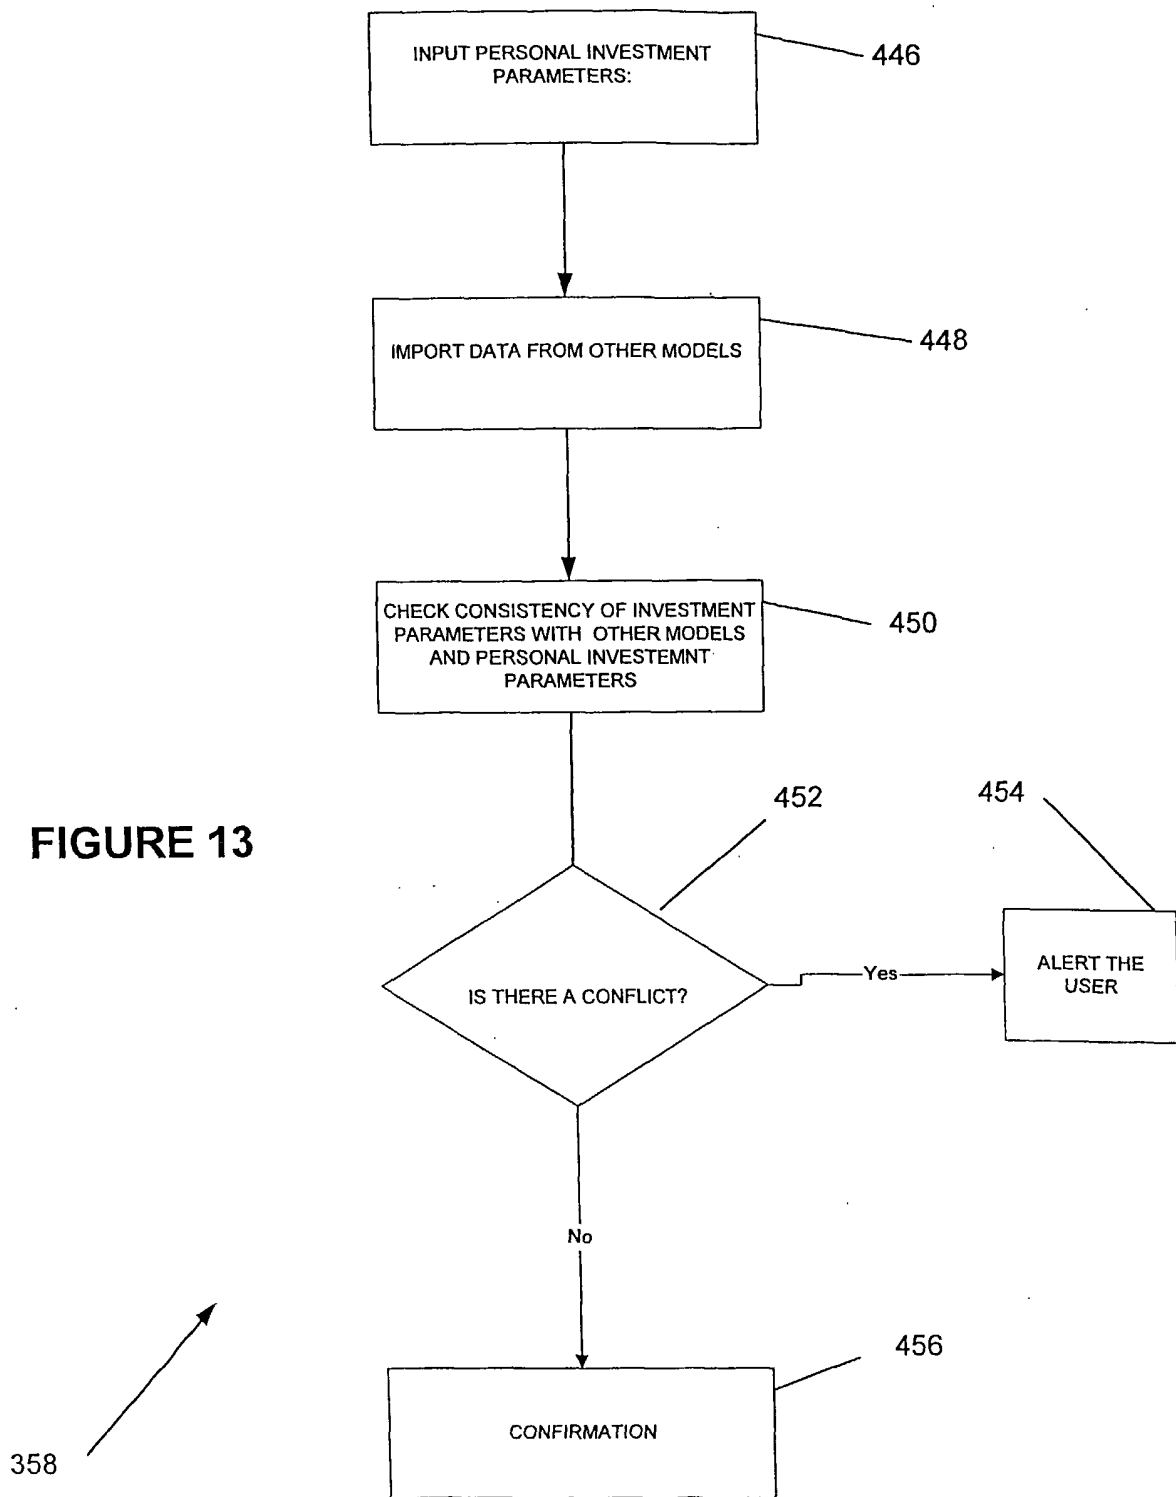 INPUT PERSONAL INVESTMENT
PARAMETERS:
446
IMPORT DATA FROM OTHER MODELS
448
CHECK CONSISTENCY OF INVESTMENT
PARAMETERS WITH OTHER MODELS
AND PERSONAL INVESTEMNT
PARAMETERS
450
452
454
FIGURE 13
IS THERE A CONFLICT?
Yes
ALERT THE
USER
No
456
CONFIRMATION
358